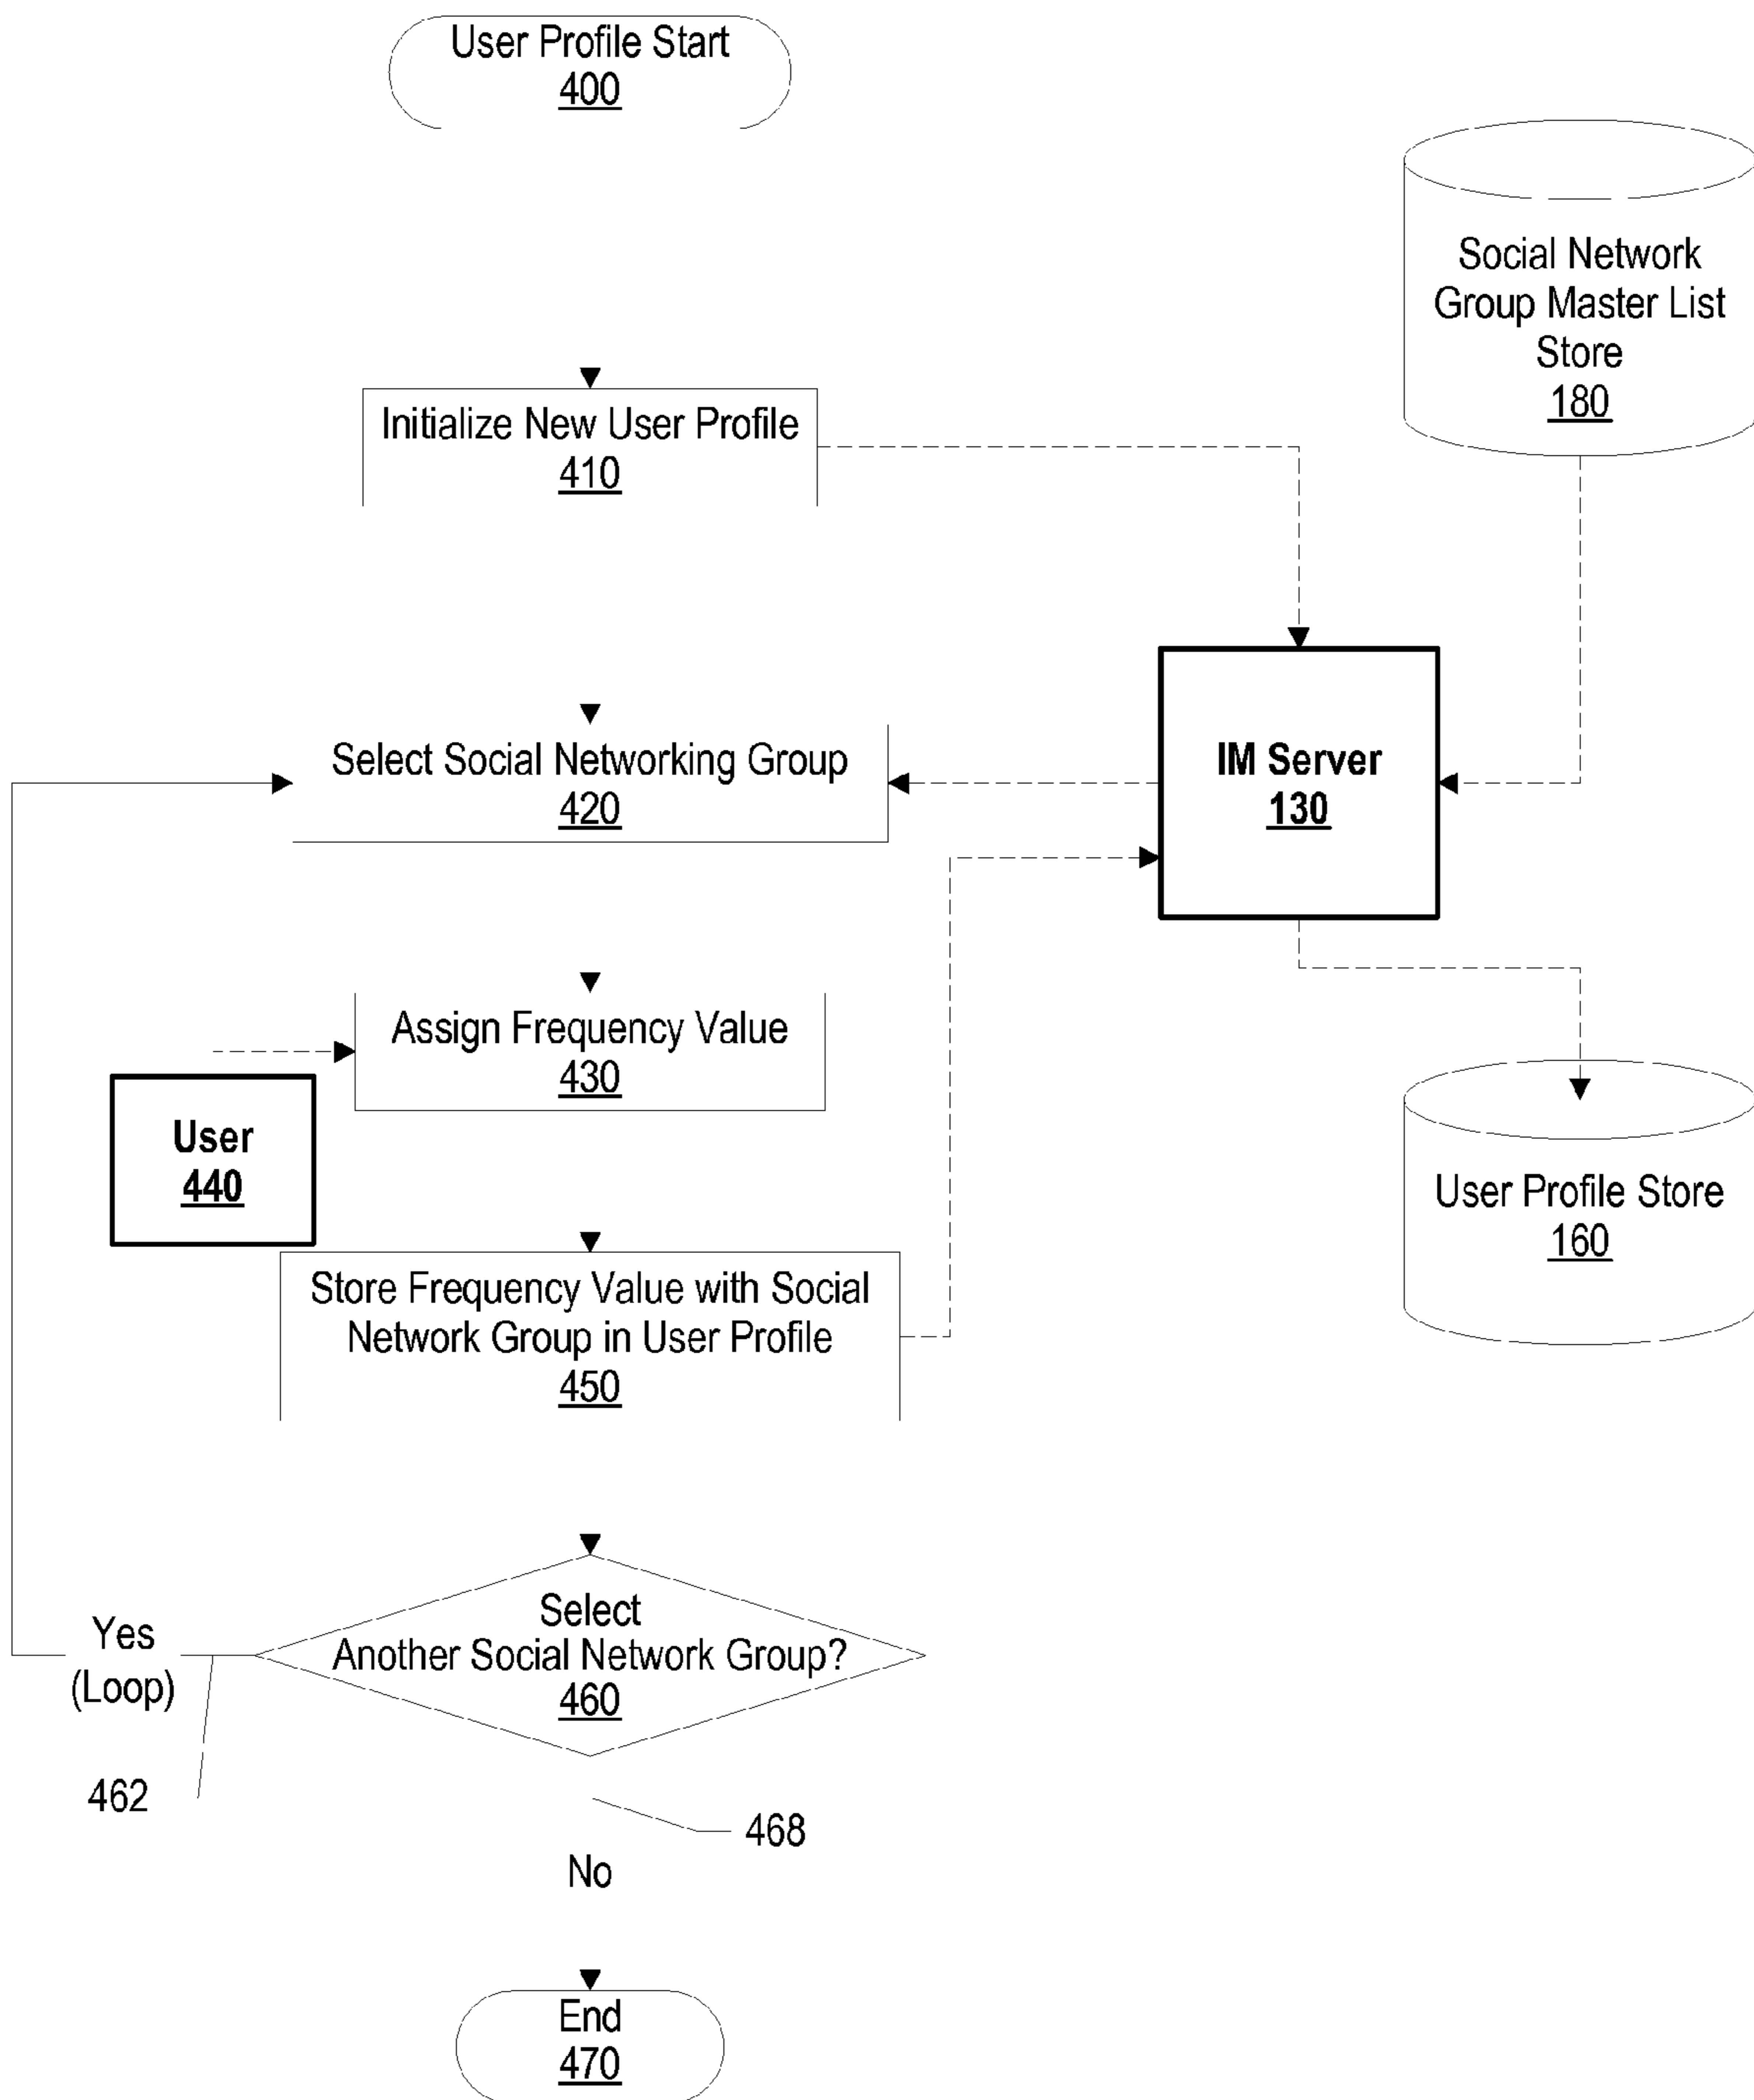 User Profile Start
400
Social Network
Group Master List
Store
180
Initialize New User Profile
410
Select Social Networking Group
420
IM Server
130
Assign Frequency Value
430
User
440
User Profile Store
160
Store Frequency Value with Social
Network Group in User Profile
450
Select
Another Social Network Group?
460
Yes
(Loop)
462
468
No
End
470